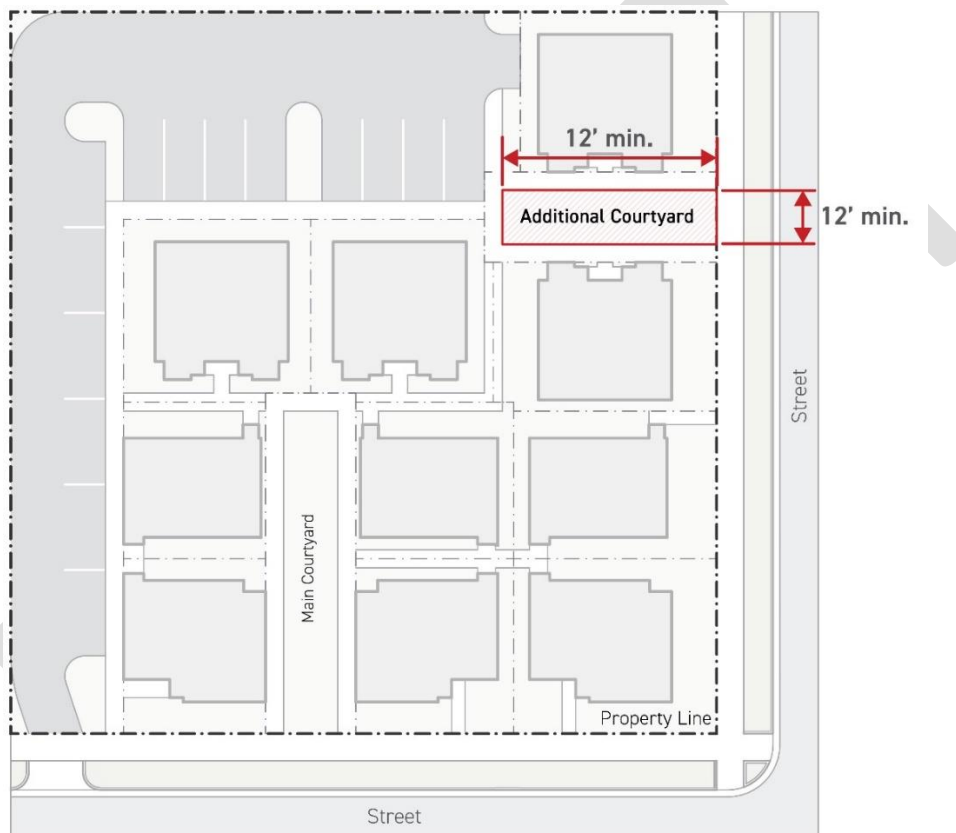 12' min.
Additional Courtyard
12' min.
Street
Main Courtyard
Property Line
Street